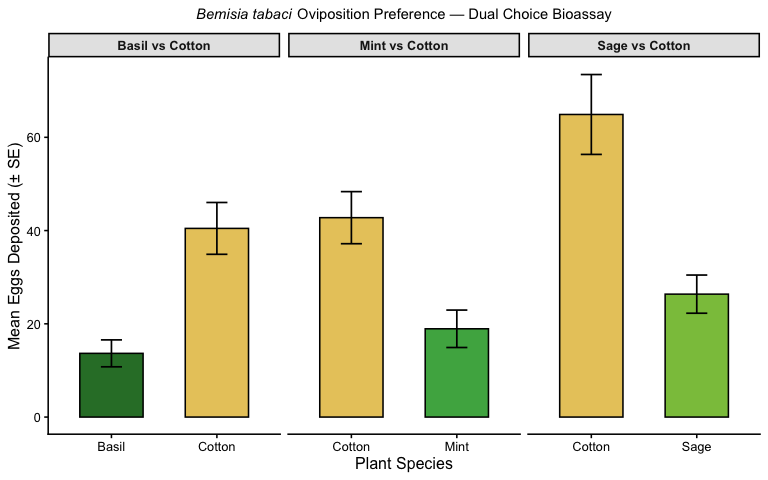 Bemisia tabaci Oviposition Preference — Dual Choice Bioassay
Basil vs Cotton
Mint vs Cotton
Sage vs Cotton
Mean Eggs Deposited (± SE)
60
40
20
0
Basil
Cotton
Cotton
Mint
Cotton
Sage
Plant Species